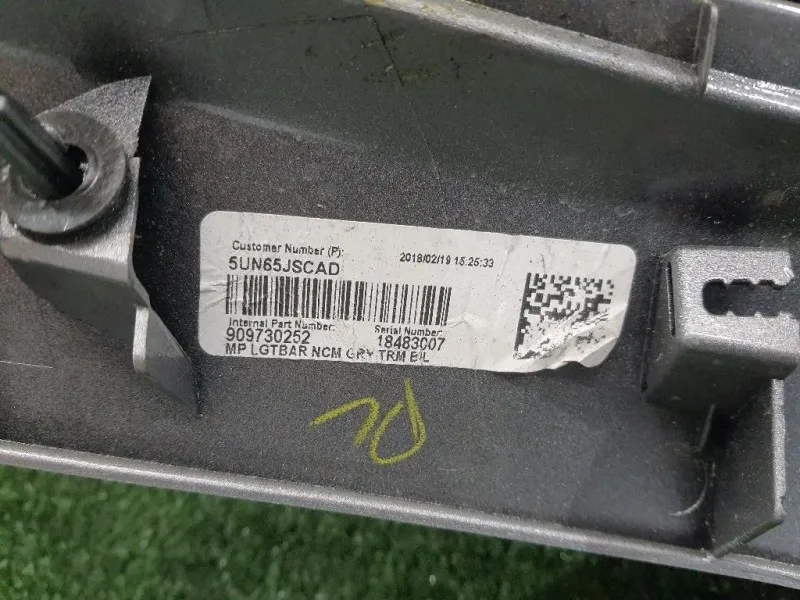 Customer Number (P): 2018/02/19 15:25:33
5UN65JSCAD
Internal Part Number: Serial Number:
909730252 18483007
MP LGTBAR NCM GRY TRM B/L